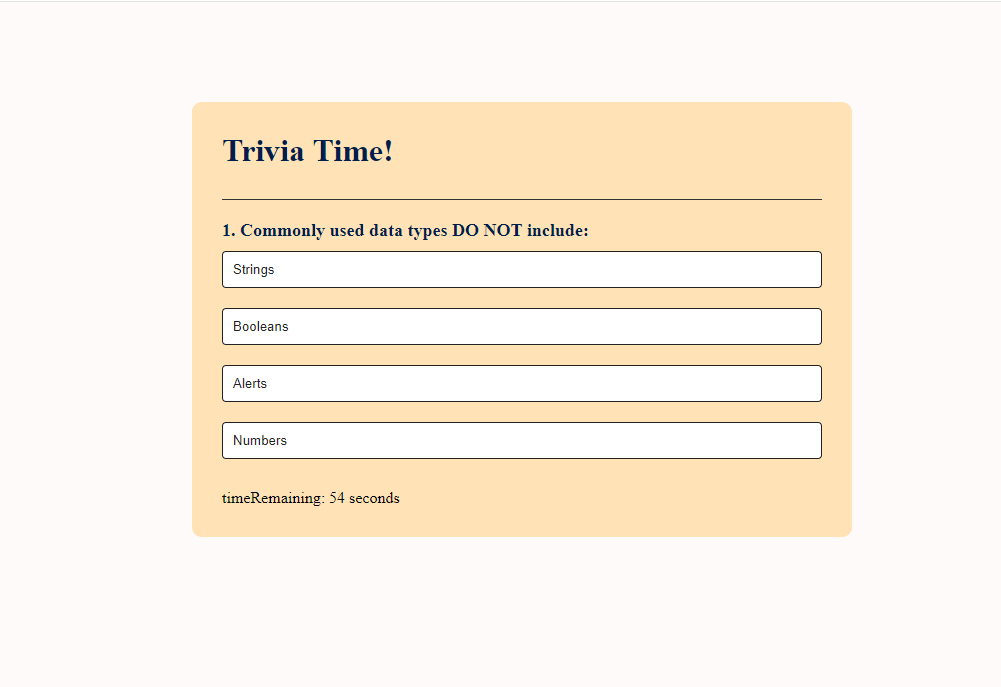 Trivia Time!
1. Commonly used data types DO NOT include:
Strings
Booleans
Alerts
Numbers
timeRemaining: 54 seconds